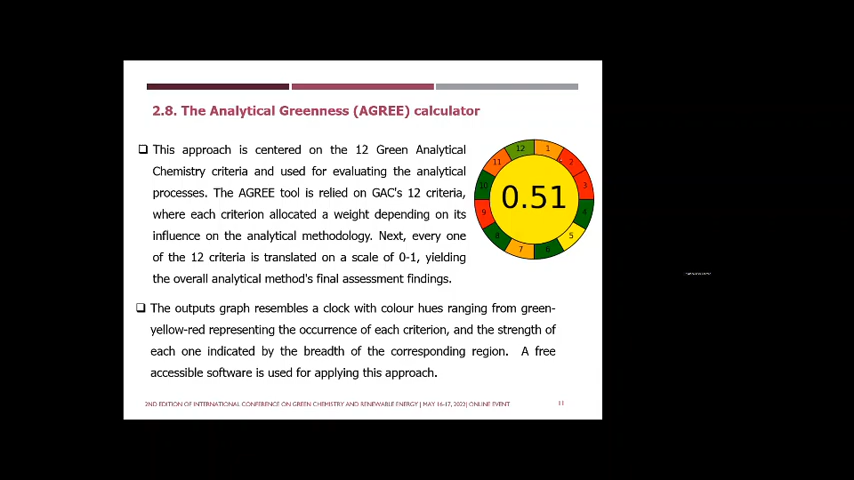 2.8. The Analytical Greenness (AGREE) calculator
This approach is centered on the 12 Green Analytical
Chemistry criteria and used for evaluating the analytical
processes. The AGREE tool is relied on GAC's 12 criteria,
where each criterion allocated a weight depending on its
influence on the analytical methodology. Next, every one
of the 12 criteria is translated on a scale of 0-1, yielding
the overall analytical method's final assessment findings.
12 1
11 2
10 3
0.51
9 4
8 5
7 6
The outputs graph resembles a clock with colour hues ranging from green-
yellow-red representing the occurrence of each criterion, and the strength of
each one indicated by the breadth of the corresponding region. A free
accessible software is used for applying this approach.
2ND EDITION OF INTERNATIONAL CONFERENCE ON GREEN CHEMISTRY AND RENEWABLE ENERGY | MAY 16-17, 2022| ONLINE EVENT
11